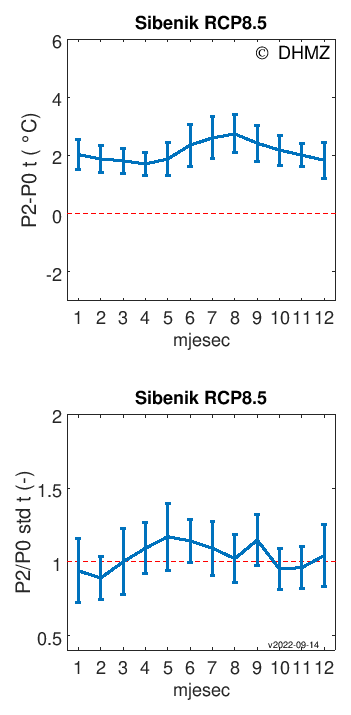 Sibenik RCP8.5
© DHMZ
6
4
2
0
-2
P2-P0 t ( °C)
1 2 3 4 5 6 7 8 9 10 11 12
mjesec
Sibenik RCP8.5
2
1.5
1
0.5
P2/P0 std t (-)
v2022-09-14
1 2 3 4 5 6 7 8 9 10 11 12
mjesec